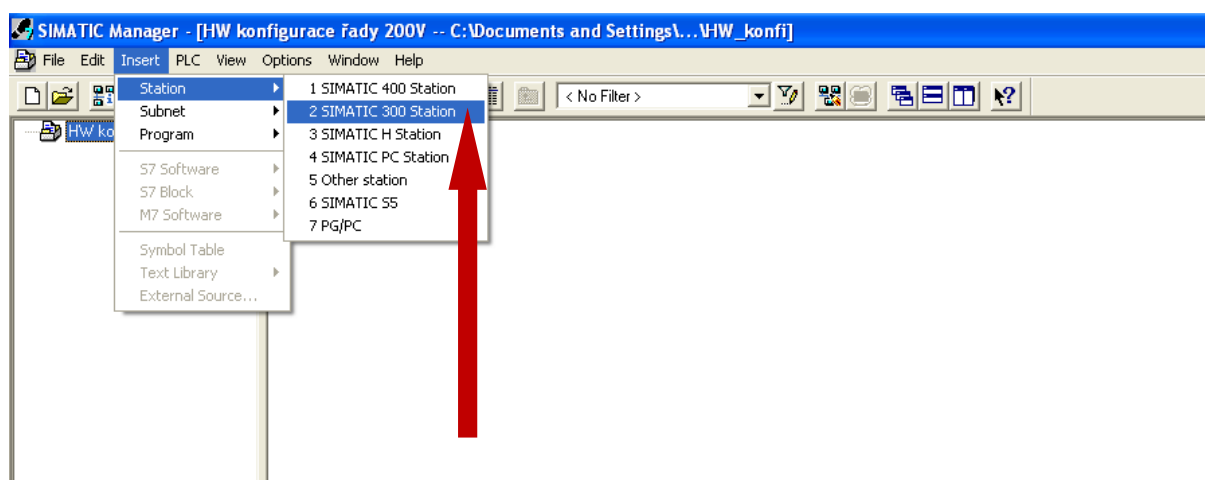 SIMATIC Manager - [HW konfigurace řady 200V -- C:\Documents and Settings\...\HW_konfi]
File Edit Insert PLC View Options Window Help
< No Filter >
HW ko
Station
Subnet
Program
S7 Software
S7 Block
M7 Software
Symbol Table
Text Library
External Source...
1 SIMATIC 400 Station
2 SIMATIC 300 Station
3 SIMATIC H Station
4 SIMATIC PC Station
5 Other station
6 SIMATIC S5
7 PG/PC